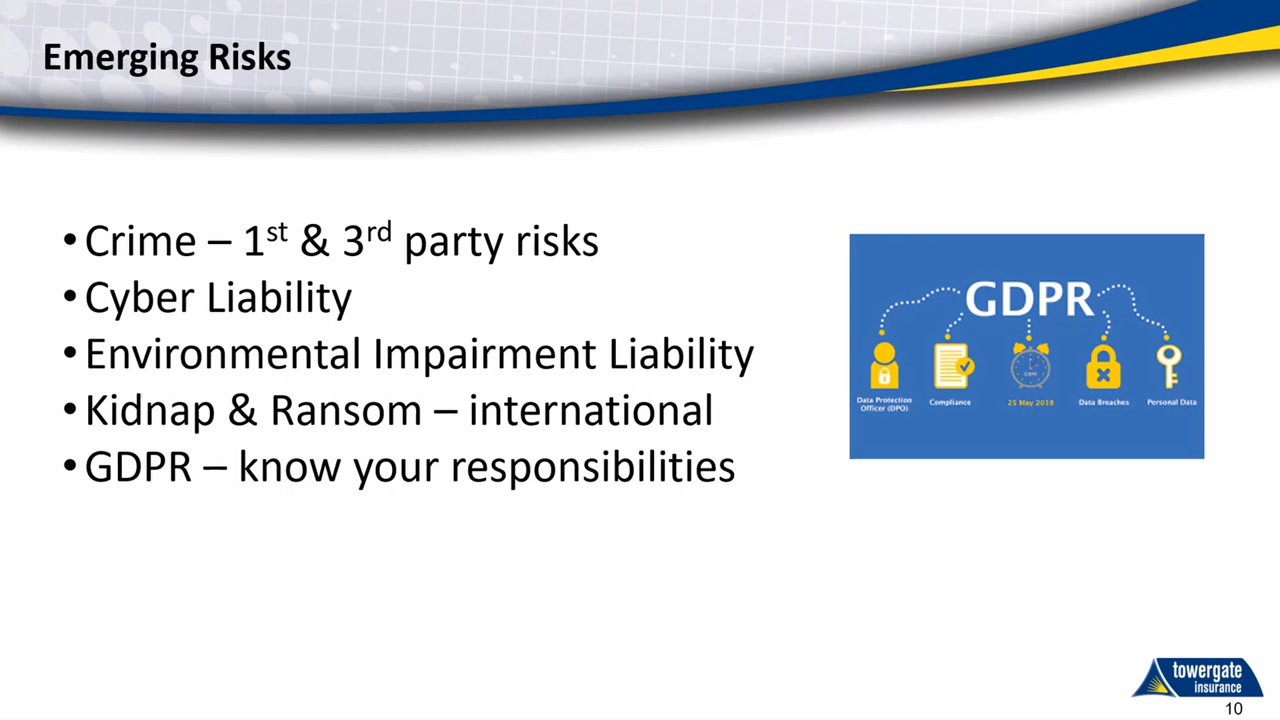 Emerging Risks
•Crime – 1st & 3rd party risks
•Cyber Liability
•Environmental Impairment Liability
•Kidnap & Ransom – international
•GDPR – know your responsibilities
GDPR
Data Protection
Officer (DPO)
Compliance
25 May 2018
Data Breaches
Personal Data
towergate
insurance
10